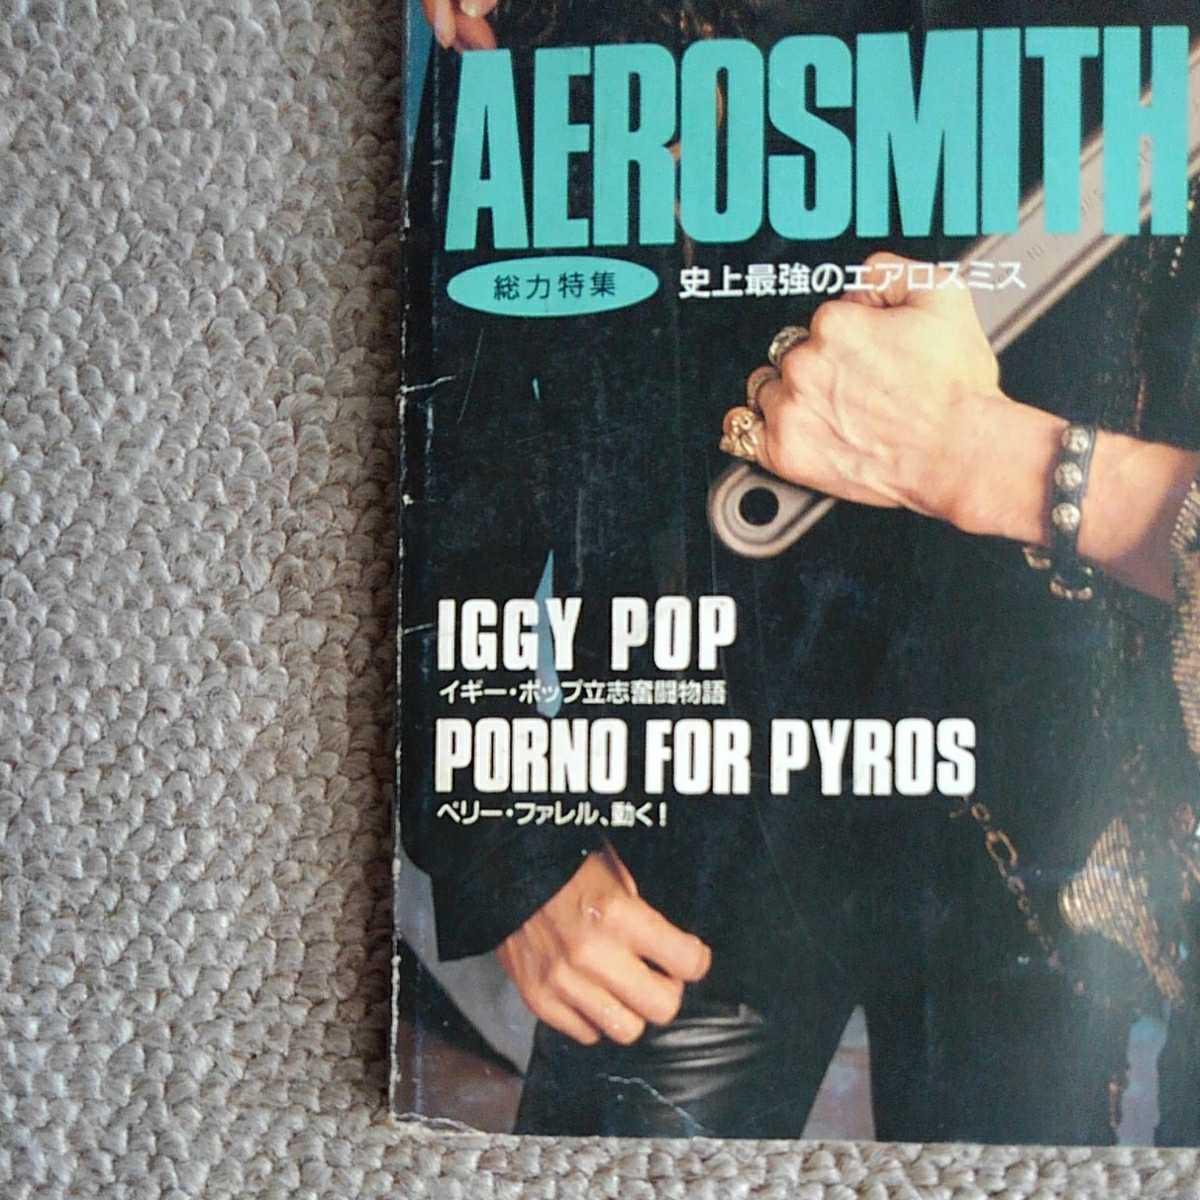 AEROSMITH
総力特集 史上最強のエアロスミス
IGGY POP
イギー・ポップ立志奮闘物語
PORNO FOR PYROS
ペリー・ファレル、動く!